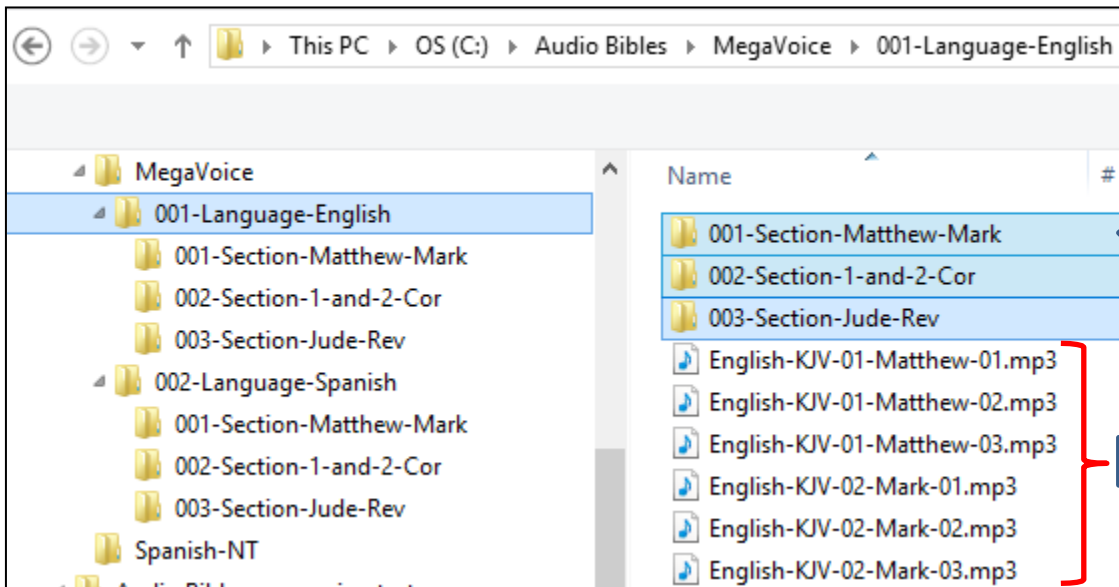 This PC OS (C:) Audio Bibles MegaVoice 001-Language-English
MegaVoice
001-Language-English
001-Section-Matthew-Mark
002-Section-1-and-2-Cor
003-Section-Jude-Rev
002-Language-Spanish
001-Section-Matthew-Mark
002-Section-1-and-2-Cor
003-Section-Jude-Rev
Spanish-NT
Name #
001-Section-Matthew-Mark
002-Section-1-and-2-Cor
003-Section-Jude-Rev
English-KJV-01-Matthew-01.mp3
English-KJV-01-Matthew-02.mp3
English-KJV-01-Matthew-03.mp3
English-KJV-02-Mark-01.mp3
English-KJV-02-Mark-02.mp3
English-KJV-02-Mark-03.mp3